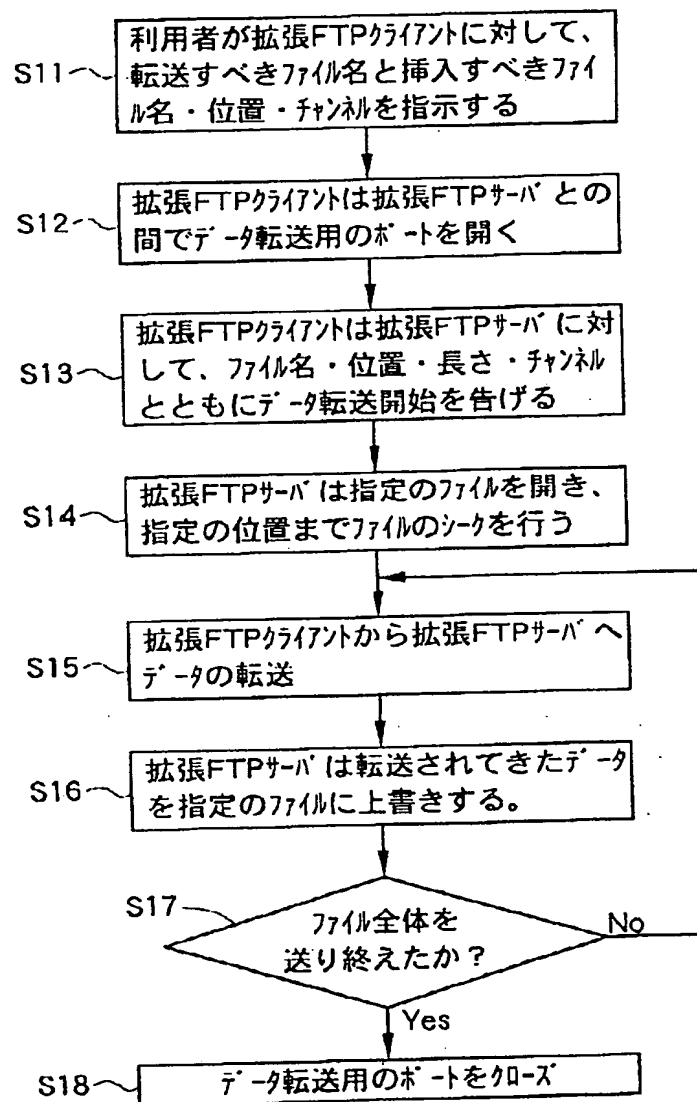 S11
利用者が拡張FTPｸﾗｲｱﾝﾄに対して、
転送すべきﾌｧｲﾙ名と挿入すべきﾌｧｲ
ﾙ名・位置・ﾁｬﾝﾈﾙを指示する
S12
拡張FTPｸﾗｲｱﾝﾄは拡張FTPｻｰﾊﾞとの
間でﾃﾞｰﾀ転送用のﾎﾟｰﾄを開く
S13
拡張FTPｸﾗｲｱﾝﾄは拡張FTPｻｰﾊﾞに対
して、ﾌｧｲﾙ名・位置・長さ・ﾁｬﾝﾈﾙ
とともにﾃﾞｰﾀ転送開始を告げる
S14
拡張FTPｻｰﾊﾞは指定のﾌｧｲﾙを開き、
指定の位置までﾌｧｲﾙのｼｰｸを行う
S15
拡張FTPｸﾗｲｱﾝﾄから拡張FTPｻｰﾊﾞへ
ﾃﾞｰﾀの転送
S16
拡張FTPｻｰﾊﾞは転送されてきたﾃﾞｰﾀ
を指定のﾌｧｲﾙに上書きする。
S17
ﾌｧｲﾙ全体を
送り終えたか？
No
Yes
S18
ﾃﾞｰﾀ転送用のﾎﾟｰﾄをｸﾛｰｽﾞ